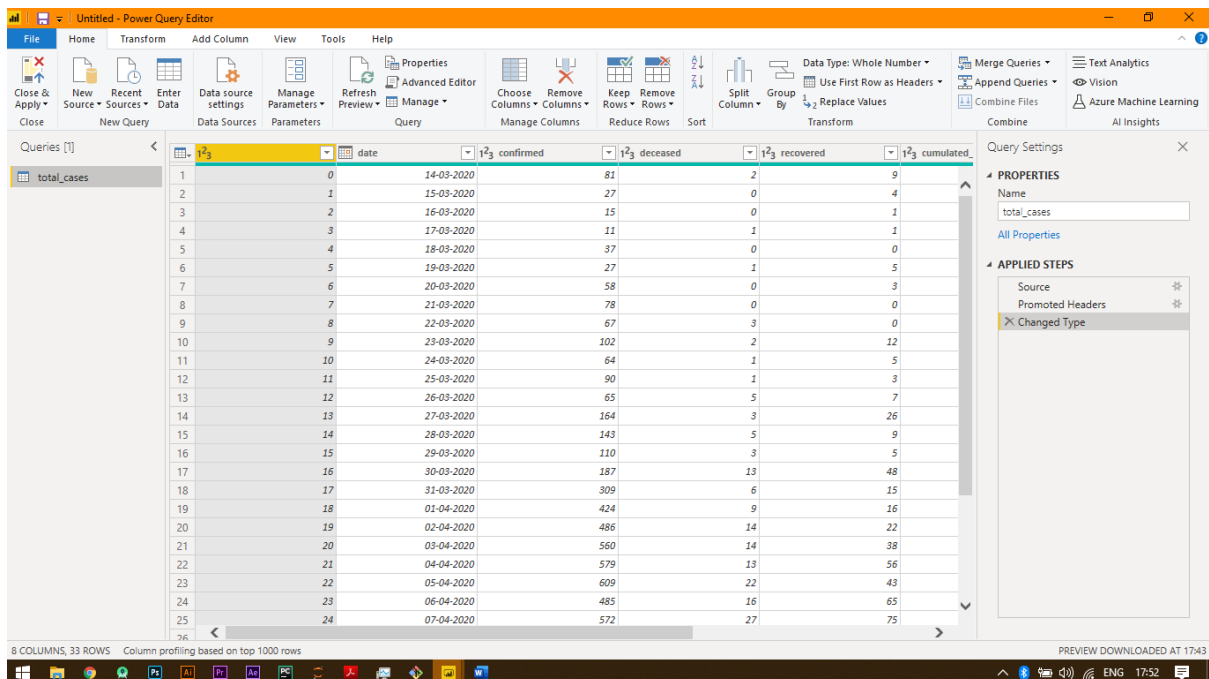 Untitled - Power Query Editor
File Home Transform Add Column View Tools Help
Close & Apply
New Source
Recent Sources
Enter Data
Data source settings
Manage Parameters
Refresh Preview
Properties
Advanced Editor
Manage
Choose Columns
Remove Columns
Keep Rows
Remove Rows
Split Column
Group By
Data Type: Whole Number
Use First Row as Headers
Replace Values
Merge Queries
Append Queries
Combine Files
Text Analytics
Vision
Azure Machine Learning
Close New Query Data Sources Parameters Query Manage Columns Reduce Rows Sort Transform Combine AI Insights
Queries [1]
total_cases
date confirmed deceased recovered cumulated_
1 0 14-03-2020 81 2 9
2 1 15-03-2020 27 0 4
3 2 16-03-2020 15 0 1
4 3 17-03-2020 11 1 1
5 4 18-03-2020 37 0 0
6 5 19-03-2020 27 1 5
7 6 20-03-2020 58 0 3
8 7 21-03-2020 78 0 0
9 8 22-03-2020 67 3 0
10 9 23-03-2020 102 2 12
11 10 24-03-2020 64 1 5
12 11 25-03-2020 90 1 3
13 12 26-03-2020 65 5 7
14 13 27-03-2020 164 3 26
15 14 28-03-2020 143 5 9
16 15 29-03-2020 110 3 5
17 16 30-03-2020 187 13 48
18 17 31-03-2020 309 6 15
19 18 01-04-2020 424 9 16
20 19 02-04-2020 486 14 22
21 20 03-04-2020 560 14 38
22 21 04-04-2020 579 13 56
23 22 05-04-2020 609 22 43
24 23 06-04-2020 485 16 65
25 24 07-04-2020 572 27 75
26
Query Settings
PROPERTIES
Name
total_cases
All Properties
APPLIED STEPS
Source
Promoted Headers
Changed Type
8 COLUMNS, 33 ROWS Column profiling based on top 1000 rows
PREVIEW DOWNLOADED AT 17:43
Ps Ai Pr Ae PC
ENG 17:52